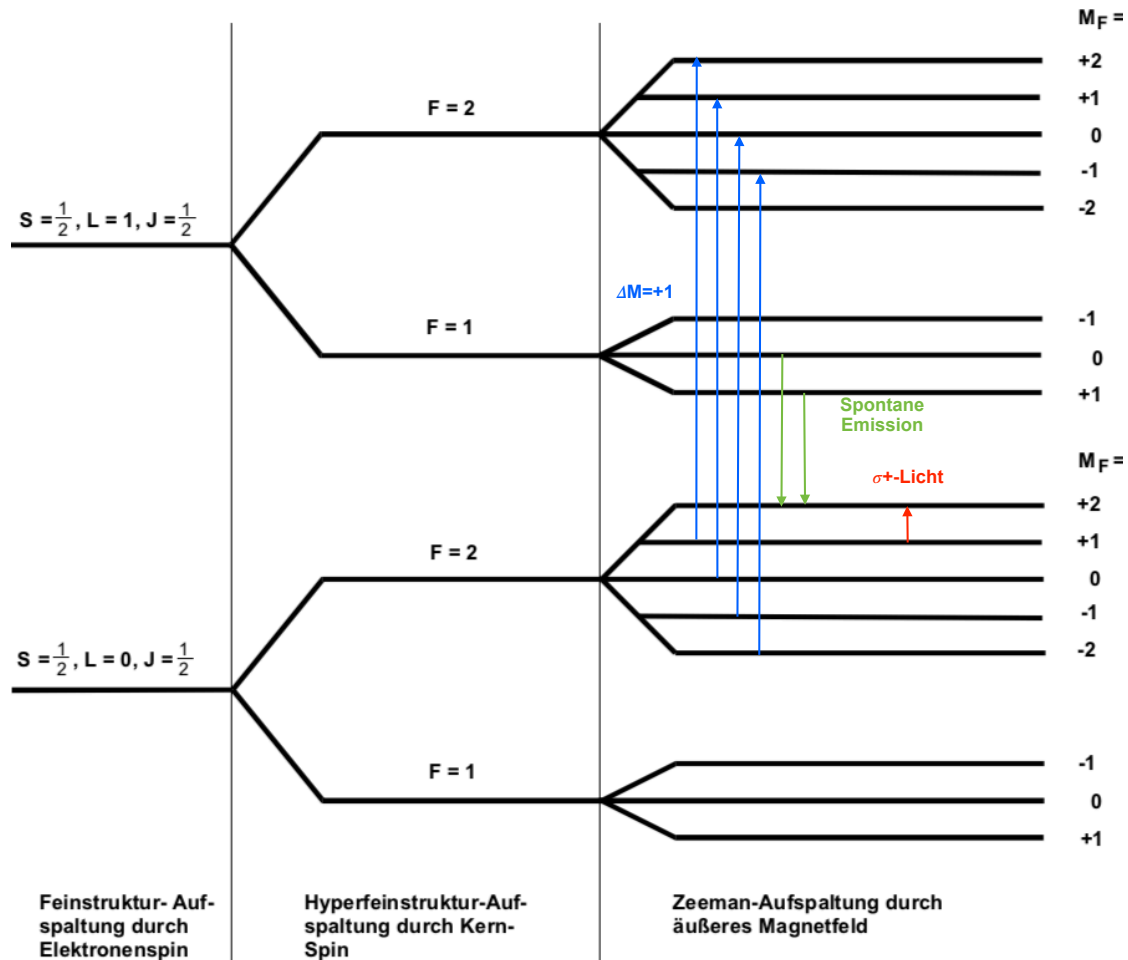 M_F =
+2
+1
0
-1
-2
F = 2
S = 1/2 , L = 1, J = 1/2
ΔM=+1
F = 1
-1
0
+1
Spontane
Emission
M_F =
σ+-Licht
+2
+1
0
-1
-2
F = 2
S = 1/2 , L = 0, J = 1/2
F = 1
-1
0
+1
Feinstruktur- Auf-
spaltung durch
Elektronenspin
Hyperfeinstruktur-Auf-
spaltung durch Kern-
Spin
Zeeman-Aufspaltung durch
äußeres Magnetfeld